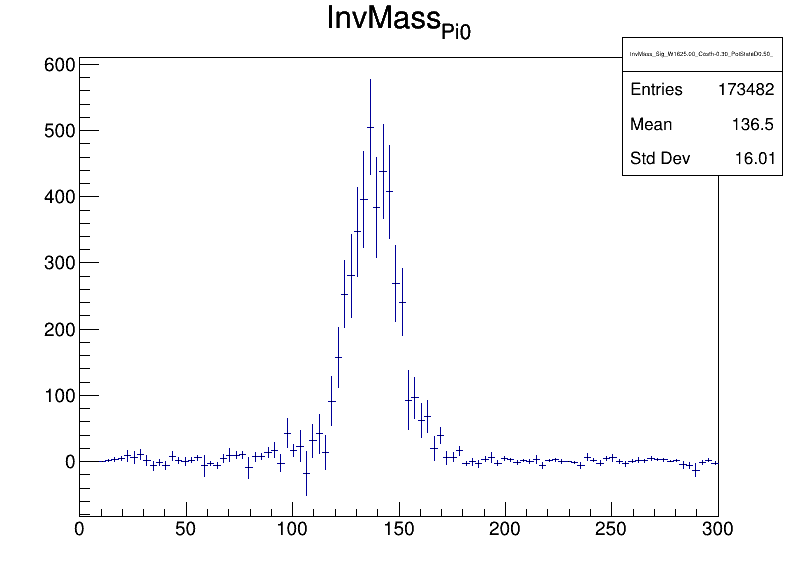 InvMass_Pi0
InvMass_Sig_W1625.00_Costh-0.30_PolStateD0.50_
Entries 173482
Mean 136.5
Std Dev 16.01
600
500
400
300
200
100
0
0 50 100 150 200 250 300